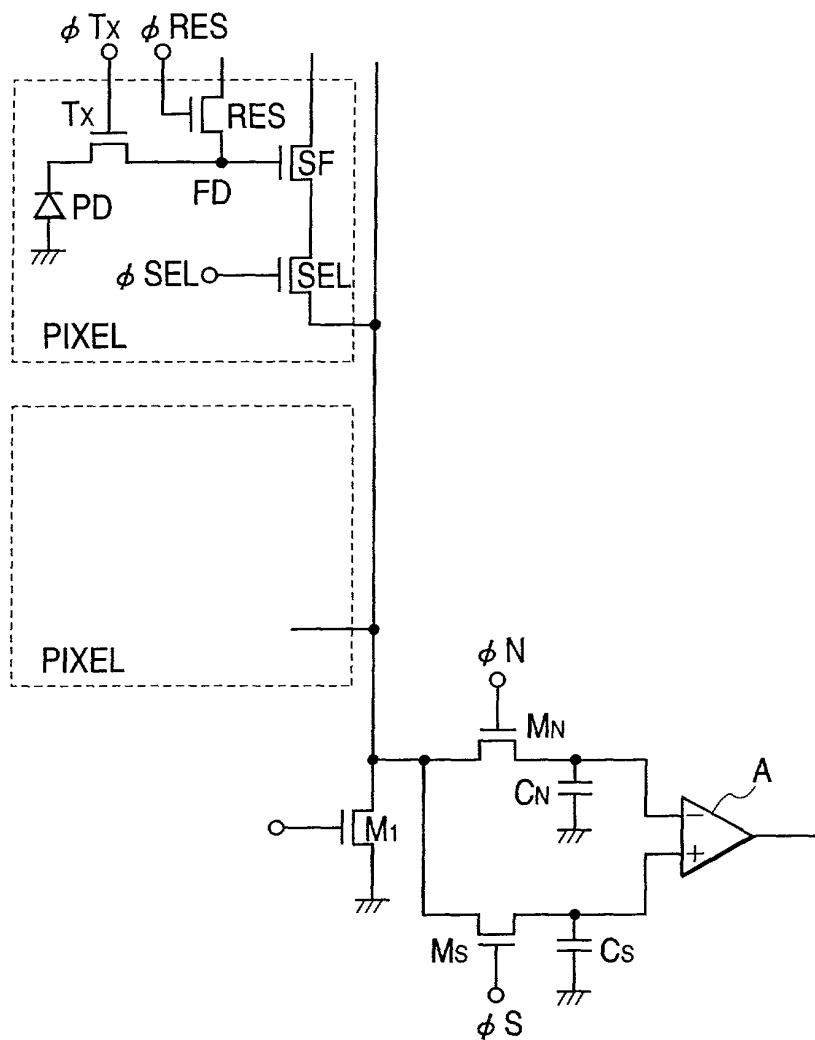 ϕ TX ϕ RES
TX
RES
SF
FD
PD
ϕ SEL
SEL
PIXEL
PIXEL
ϕ N
MN
A
CN
−
M1
+
MS
CS
ϕ S